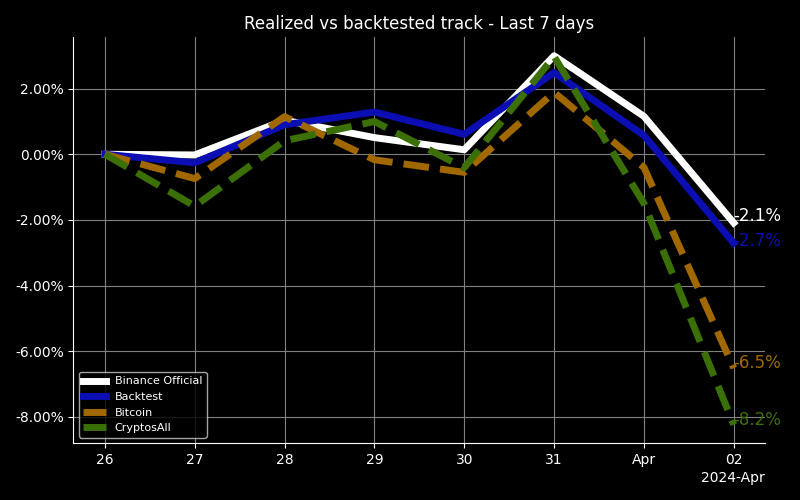 Realized vs backtested track - Last 7 days
2.00%
0.00%
-2.00%
-4.00%
-6.00%
-8.00%
-2.1%
-2.7%
-6.5%
-8.2%
Binance Official
Backtest
Bitcoin
CryptosAll
26 27 28 29 30 31 Apr 02
2024-Apr